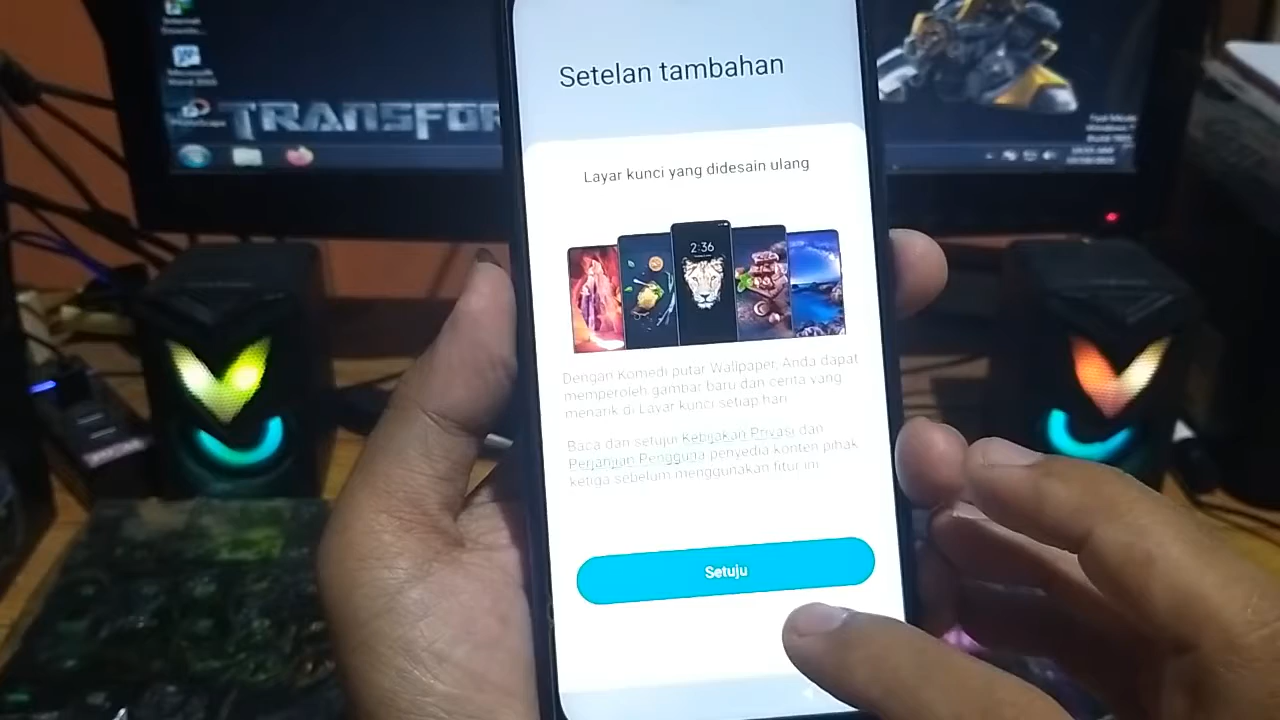 Setelan tambahan
Layar kunci yang didesain ulang
2:36
Dengan Komedi putar Wallpaper, Anda dapat
memperoleh gambar baru dan cerita yang
menarik di Layar kunci setiap hari
Baca dan setujui Kebijakan Privasi dan
Perjanjian Pengguna penyedia konten pihak
ketiga sebelum menggunakan fitur ini
Setuju
Internet
Microsoft
TRANSFOR